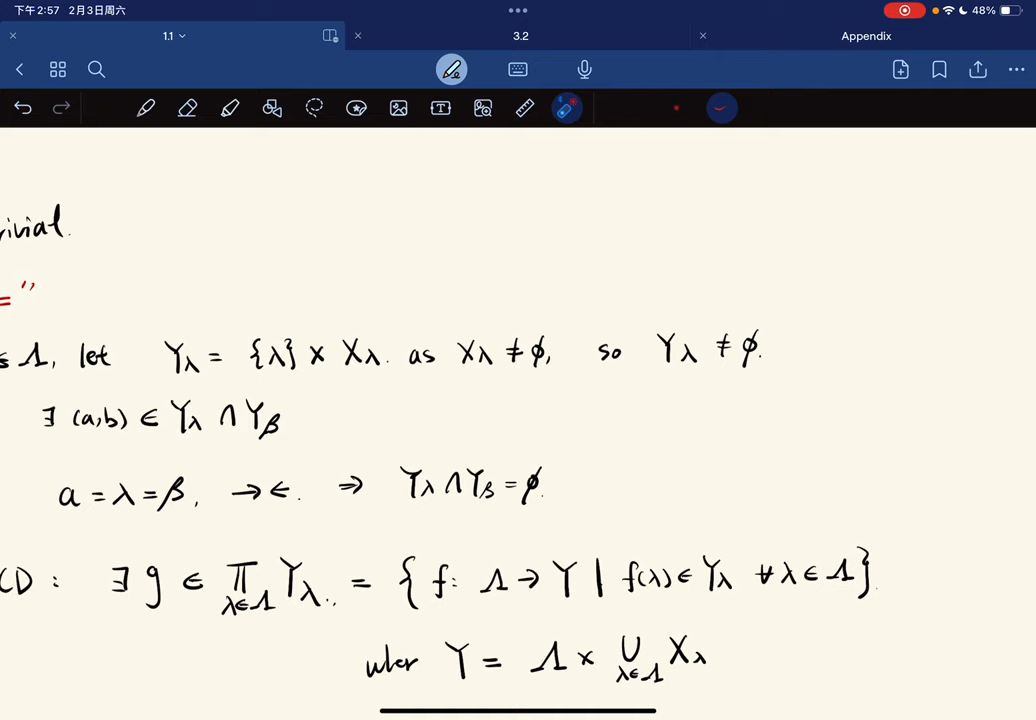 下午2:57 2月3日周六
48%
1.1
3.2
Appendix
rivial.
= "
∈ Λ, let Yλ = {λ} × Xλ. as Xλ ≠ ϕ, so Yλ ≠ ϕ.
∃ (a,b) ∈ Yλ ∩ Yβ
a = λ = β, →←. ⇒ Yλ ∩ Yβ = ϕ.
CD : ∃ g ∈ ∏λ∈Λ Yλ = { f: Λ → Y | f(λ) ∈ Yλ ∀ λ ∈ Λ }.
wher Y = Λ × ∪λ∈Λ Xλ